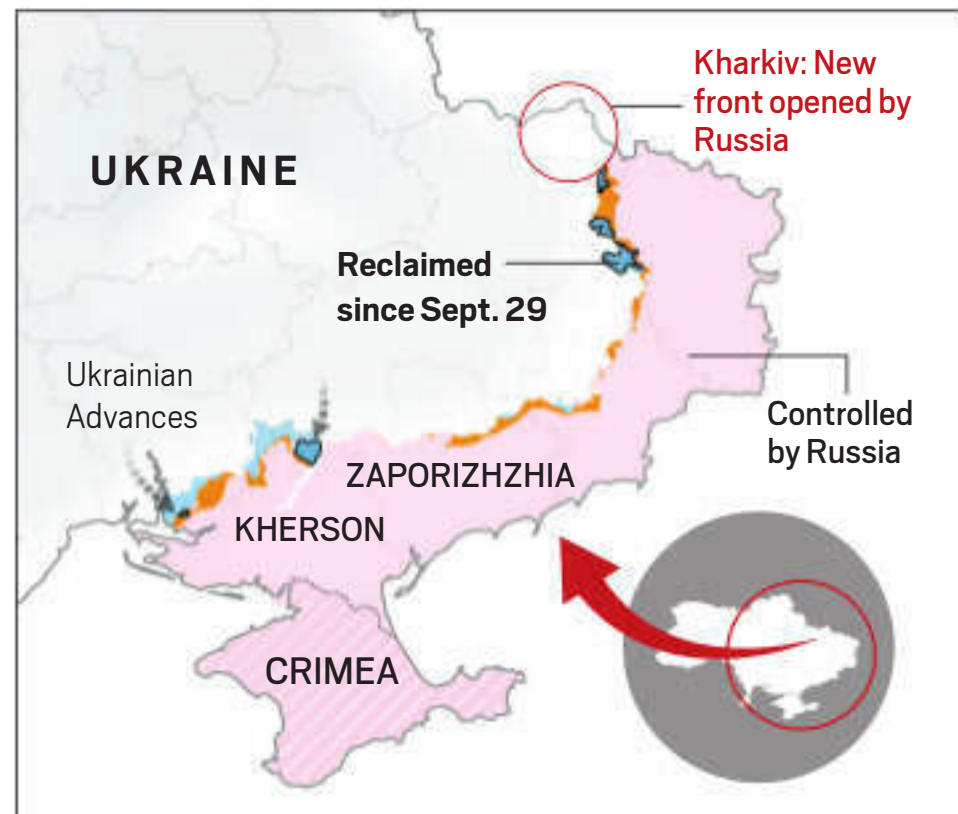 Kharkiv: New
front opened by
Russia
UKRAINE
Reclaimed
since Sept. 29
Ukrainian
Advances
Controlled
by Russia
ZAPORIZHZHIA
KHERSON
CRIMEA